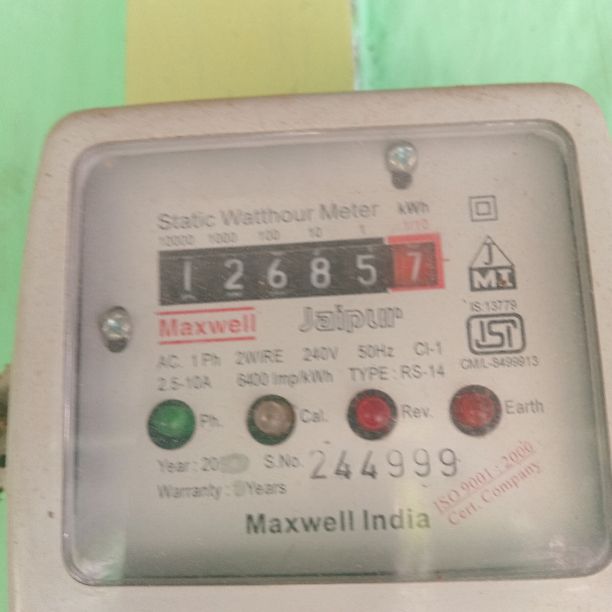 Static Watthour Meter kWh
10000 1000 100 10 1 1/10
1 2 6 8 5 7
J
MT
IS:13779
Maxwell Jaipur
ISI
CM/L-8499913
AC. 1 Ph 2WIRE 240V 50Hz Cl-1
2.5-10A 6400 Imp/kWh TYPE : RS-14
Ph. Cal. Rev. Earth
Year : 20 S.No. 244999
Warranty : Years
ISO 9001 : 2000
Cert. Company
Maxwell India